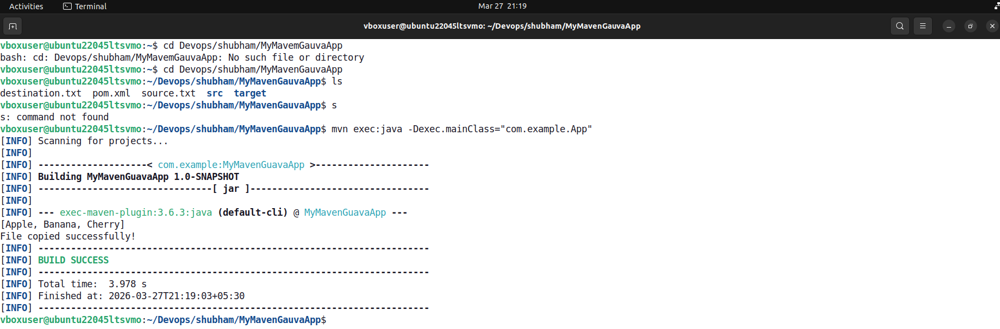 Activities Terminal Mar 27 21:19
vboxuser@ubuntu22045ltsvmo: ~/Devops/shubham/MyMavenGauvaApp
vboxuser@ubuntu22045ltsvmo:~$ cd Devops/shubham/MyMavemGauvaApp
bash: cd: Devops/shubham/MyMavemGauvaApp: No such file or directory
vboxuser@ubuntu22045ltsvmo:~$ cd Devops/shubham/MyMavenGauvaApp
vboxuser@ubuntu22045ltsvmo:~/Devops/shubham/MyMavenGauvaApp$ ls
destination.txt  pom.xml  source.txt  src  target
vboxuser@ubuntu22045ltsvmo:~/Devops/shubham/MyMavenGauvaApp$ s
s: command not found
vboxuser@ubuntu22045ltsvmo:~/Devops/shubham/MyMavenGauvaApp$ mvn exec:java -Dexec.mainClass="com.example.App"
[INFO] Scanning for projects...
[INFO]
[INFO] --------------------< com.example:MyMavenGuavaApp >---------------------
[INFO] Building MyMavenGuavaApp 1.0-SNAPSHOT
[INFO] --------------------------------[ jar ]---------------------------------
[INFO]
[INFO] --- exec-maven-plugin:3.6.3:java (default-cli) @ MyMavenGuavaApp ---
[Apple, Banana, Cherry]
File copied successfully!
[INFO] ------------------------------------------------------------------------
[INFO] BUILD SUCCESS
[INFO] ------------------------------------------------------------------------
[INFO] Total time:  3.978 s
[INFO] Finished at: 2026-03-27T21:19:03+05:30
[INFO] ------------------------------------------------------------------------
vboxuser@ubuntu22045ltsvmo:~/Devops/shubham/MyMavenGauvaApp$